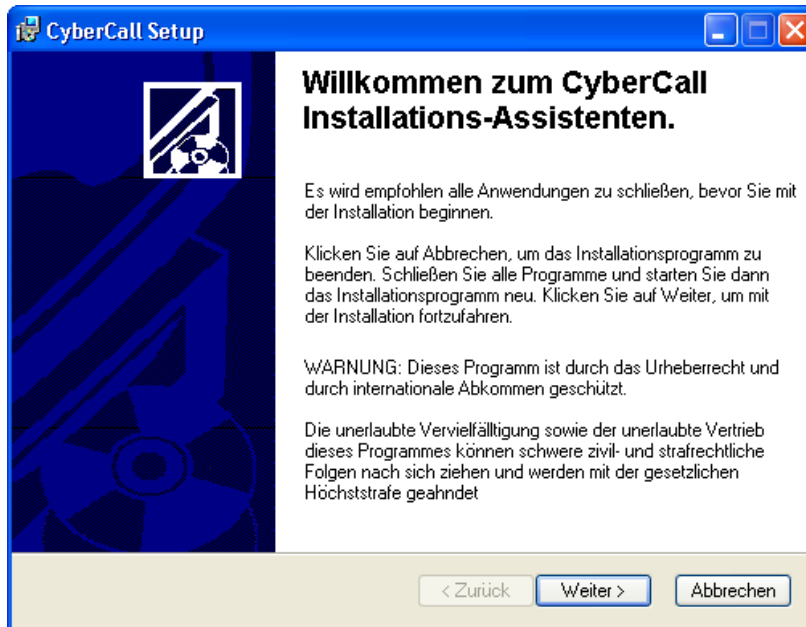 CyberCall Setup
Willkommen zum CyberCall
Installations-Assistenten.
Es wird empfohlen alle Anwendungen zu schließen, bevor Sie mit
der Installation beginnen.
Klicken Sie auf Abbrechen, um das Installationsprogramm zu
beenden. Schließen Sie alle Programme und starten Sie dann
das Installationsprogramm neu. Klicken Sie auf Weiter, um mit
der Installation fortzufahren.
WARNUNG: Dieses Programm ist durch das Urheberrecht und
durch internationale Abkommen geschützt.
Die unerlaubte Vervielfälltigung sowie der unerlaubte Vertrieb
dieses Programmes können schwere zivil- und strafrechtliche
Folgen nach sich ziehen und werden mit der gesetzlichen
Höchststrafe geahndet
< Zurück Weiter > Abbrechen